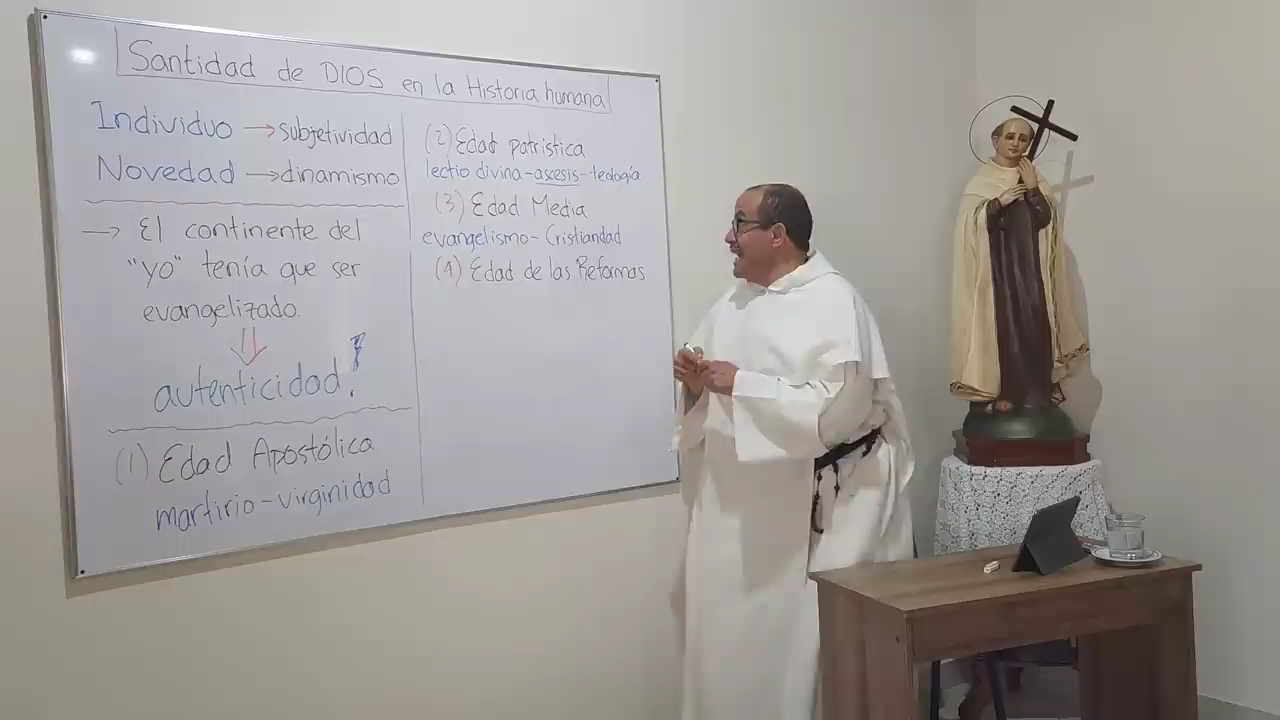 Santidad de DIOS en la Historia humana
Individuo → subjetividad
Novedad → dinamismo
→ El continente del
"yo" tenía que ser
evangelizado.
⇓
autenticidad!
(1) Edad Apostólica
martirio - virginidad
(2) Edad patrística
lectio divina - ascesis - teología
(3) Edad Media
evangelismo - Cristiandad
(4) Edad de las Reformas